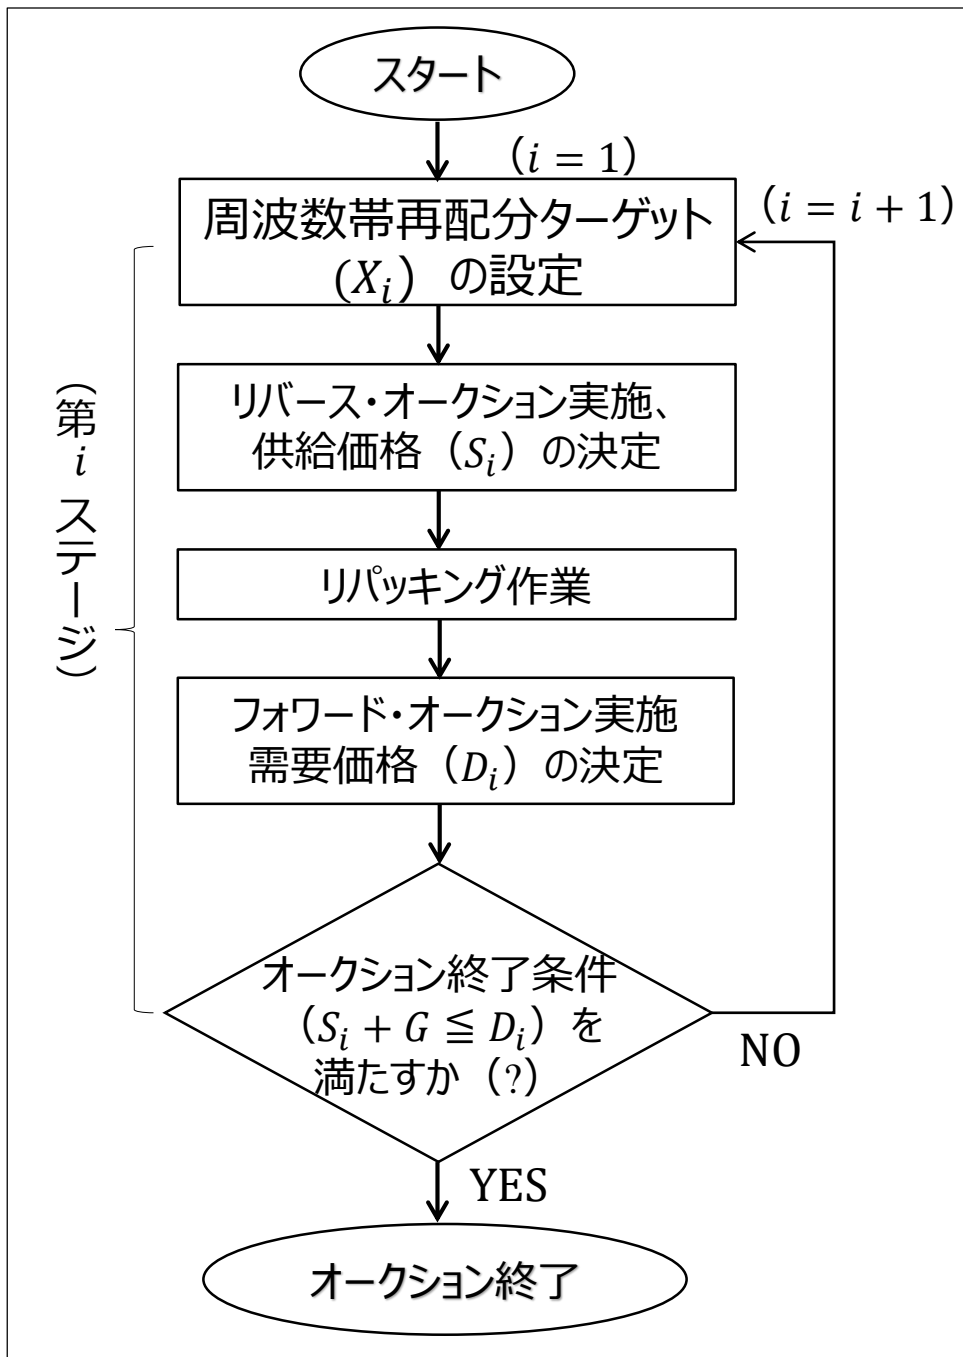 スタート
(i = 1)
(i = i + 1)
周波数帯再配分ターゲット
(X_i) の設定
リバース・オークション実施、
供給価格 (S_i) の決定
(第 i ステージ)
リパッキング作業
フォワード・オークション実施
需要価格 (D_i) の決定
オークション終了条件
(S_i + G ≦ D_i) を
満たすか (?)
NO
YES
オークション終了